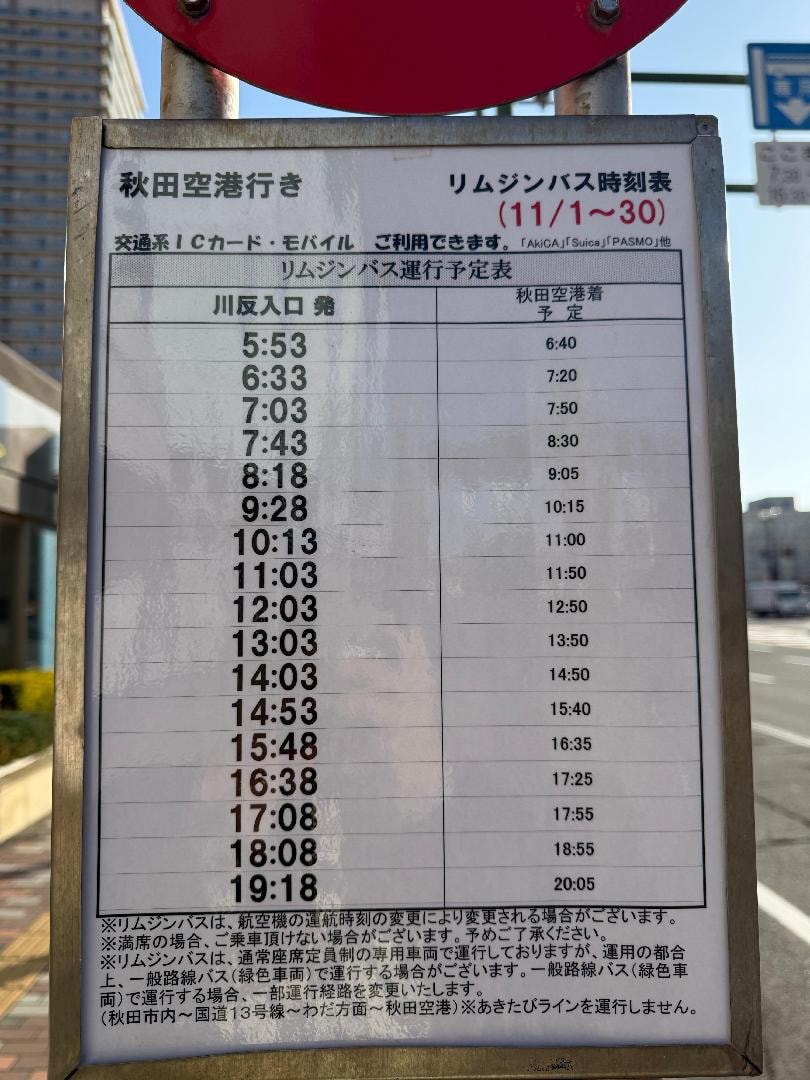 秋田空港行き
リムジンバス時刻表
(11/1～30)
交通系ＩＣカード・モバイル　ご利用できます。「AkiCA」「Suica」「PASMO」他
リムジンバス運行予定表
川反入口 発 秋田空港着
予 定
5:53 6:40
6:33 7:20
7:03 7:50
7:43 8:30
8:18 9:05
9:28 10:15
10:13 11:00
11:03 11:50
12:03 12:50
13:03 13:50
14:03 14:50
14:53 15:40
15:48 16:35
16:38 17:25
17:08 17:55
18:08 18:55
19:18 20:05
※リムジンバスは、航空機の運航時刻の変更により変更される場合がございます。
※満席の場合、ご乗車頂けない場合がございます。予めご了承ください。
※リムジンバスは、通常座席定員制の専用車両で運行しておりますが、運用の都合
上、一般路線バス(緑色車両)で運行する場合がございます。一般路線バス(緑色車
両)で運行する場合、一部運行経路を変更いたします。
(秋田市内～国道13号線～わだ方面～秋田空港)※あきたびラインを運行しません。